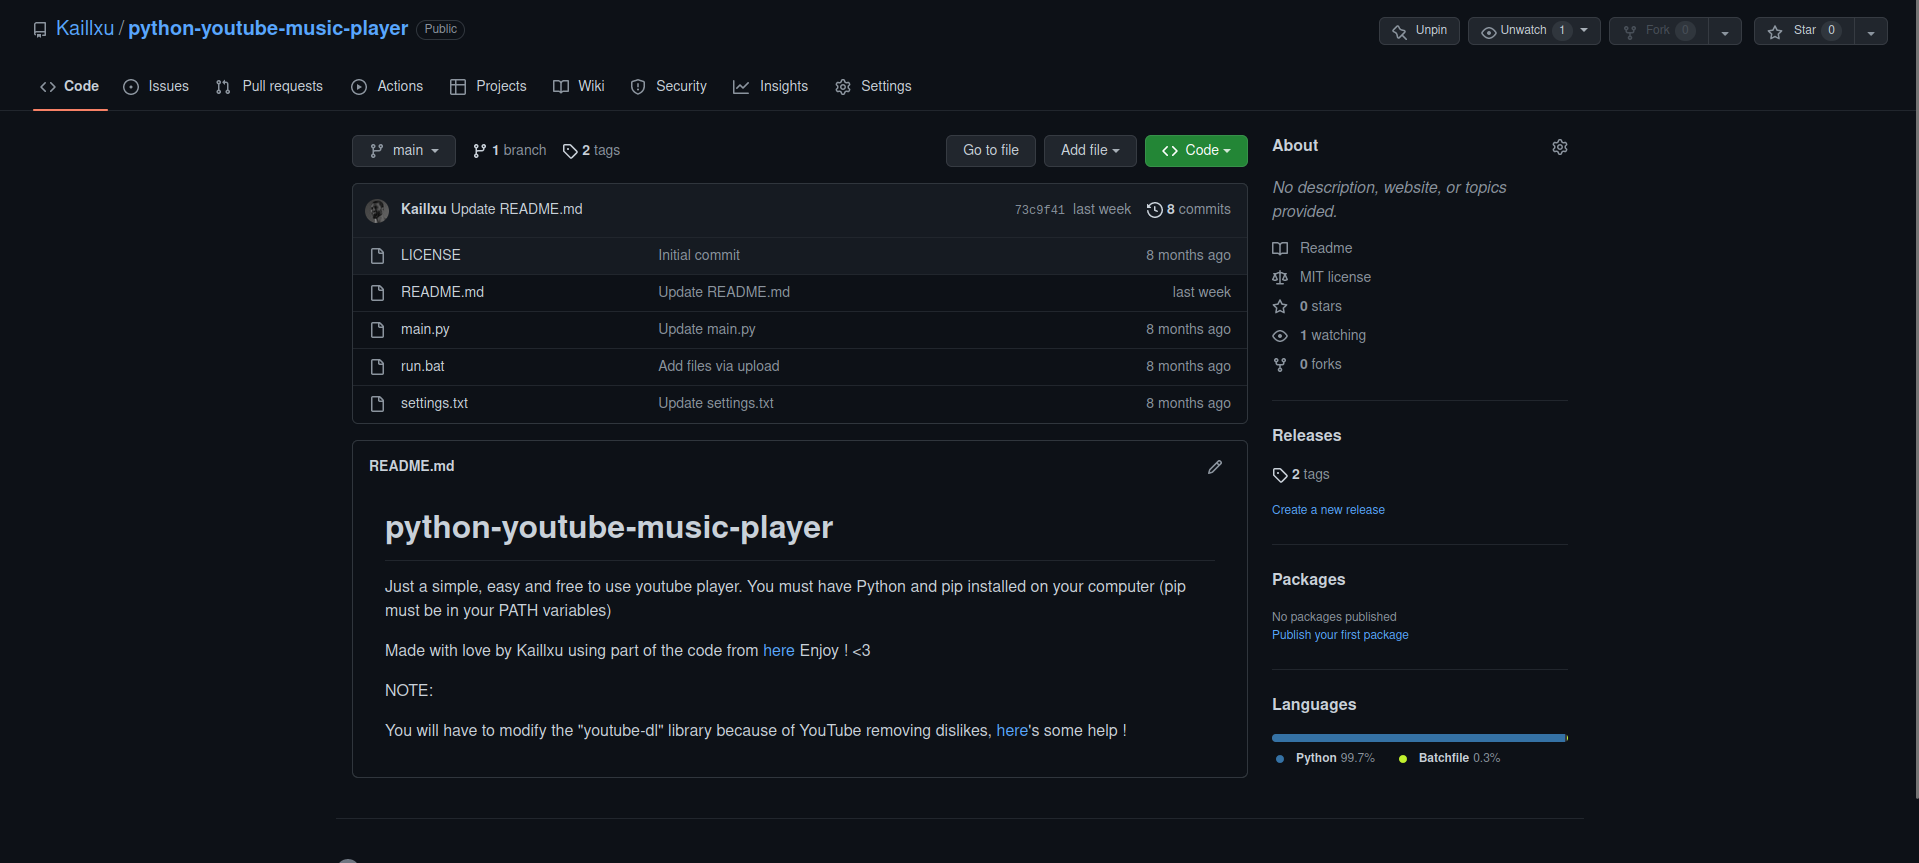 Kaillxu / python-youtube-music-player Public
Unpin Unwatch 1 Fork 0 Star 0
Code Issues Pull requests Actions Projects Wiki Security Insights Settings
main 1 branch 2 tags Go to file Add file Code
Kaillxu Update README.md 73c9f41 last week 8 commits
LICENSE Initial commit 8 months ago
README.md Update README.md last week
main.py Update main.py 8 months ago
run.bat Add files via upload 8 months ago
settings.txt Update settings.txt 8 months ago
README.md
python-youtube-music-player
Just a simple, easy and free to use youtube player. You must have Python and pip installed on your computer (pip
must be in your PATH variables)
Made with love by Kaillxu using part of the code from here Enjoy ! <3
NOTE:
You will have to modify the "youtube-dl" library because of YouTube removing dislikes, here's some help !
About
No description, website, or topics
provided.
Readme
MIT license
0 stars
1 watching
0 forks
Releases
2 tags
Create a new release
Packages
No packages published
Publish your first package
Languages
Python 99.7% Batchfile 0.3%